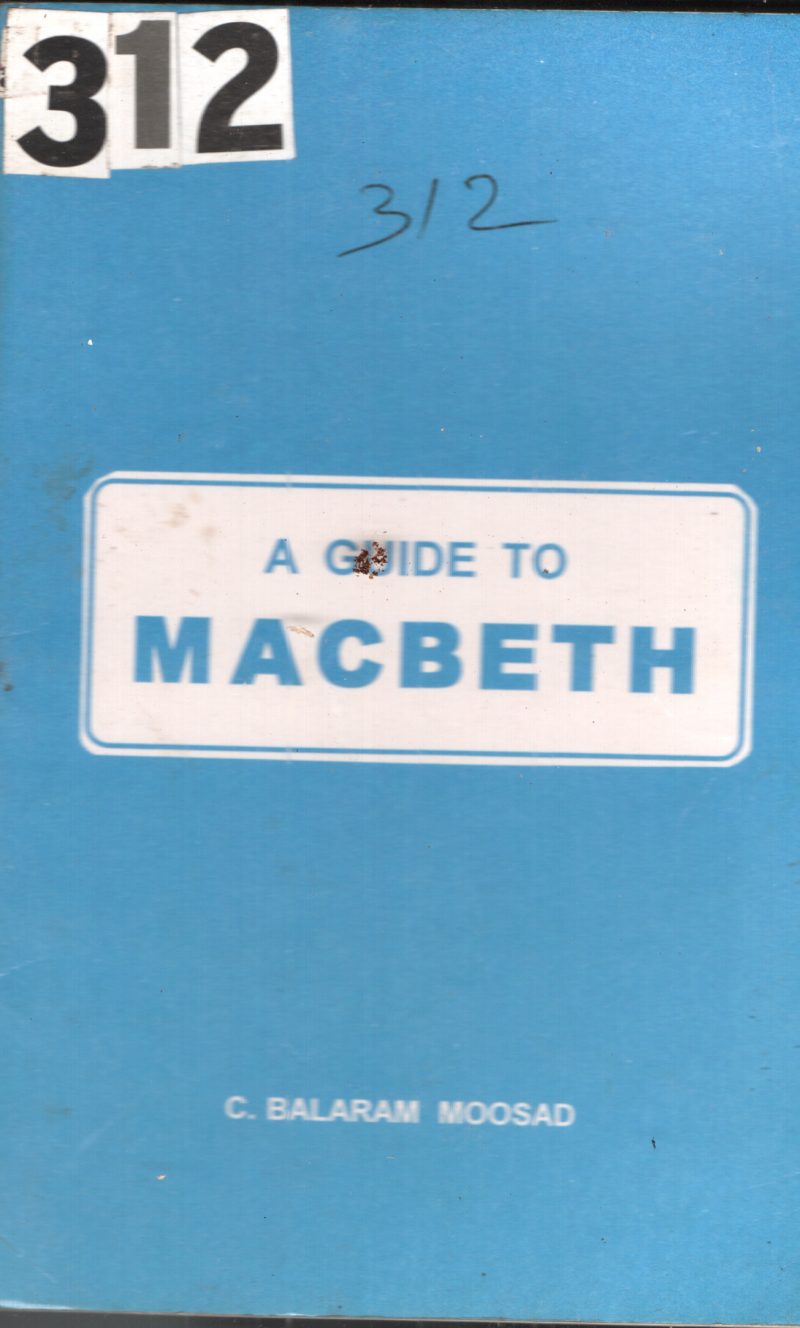 312
312
A GUIDE TO
MACBETH
C. BALARAM MOOSAD